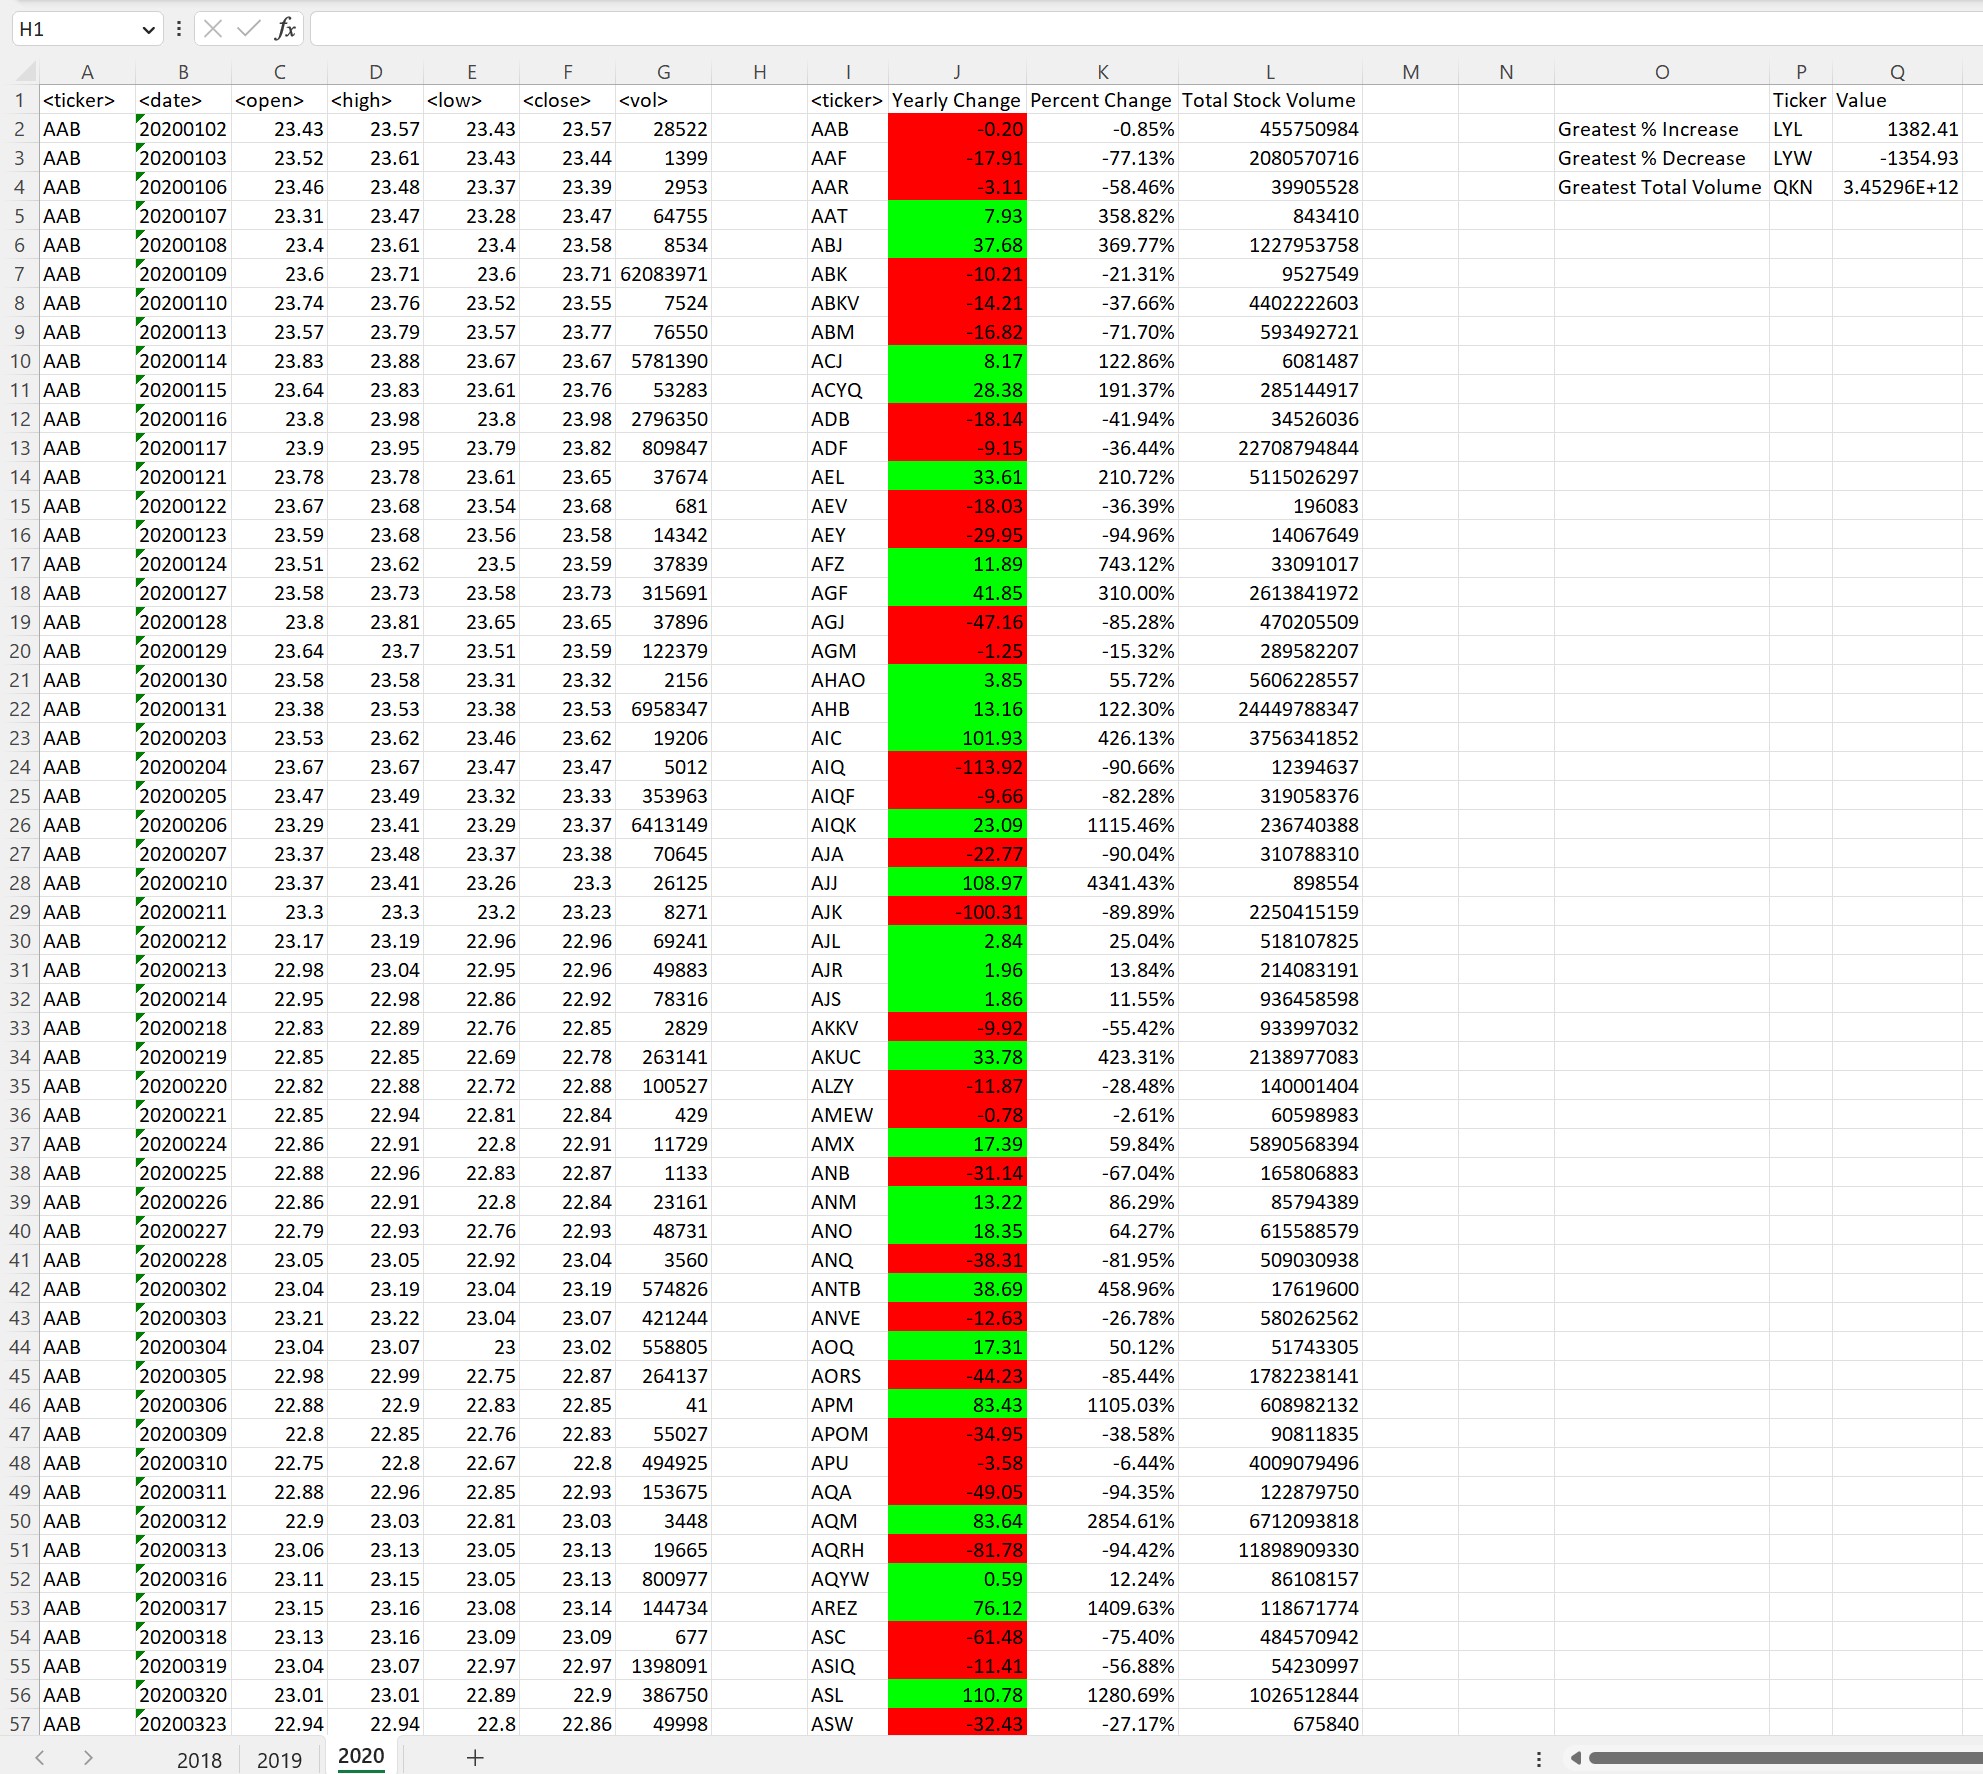 H1 fx
A B C D E F G H I J K L M N O P Q
1 <ticker> <date> <open> <high> <low> <close> <vol> <ticker> Yearly Change Percent Change Total Stock Volume Ticker Value
2 AAB 20200102 23.43 23.57 23.43 23.57 28522 AAB -0.20 -0.85% 455750984 Greatest % Increase LYL 1382.41
3 AAB 20200103 23.52 23.61 23.43 23.44 1399 AAF -17.91 -77.13% 2080570716 Greatest % Decrease LYW -1354.93
4 AAB 20200106 23.46 23.48 23.37 23.39 2953 AAR -3.11 -58.46% 39905528 Greatest Total Volume QKN 3.45296E+12
5 AAB 20200107 23.31 23.47 23.28 23.47 64755 AAT 7.93 358.82% 843410
6 AAB 20200108 23.4 23.61 23.4 23.58 8534 ABJ 37.68 369.77% 1227953758
7 AAB 20200109 23.6 23.71 23.6 23.71 62083971 ABK -10.21 -21.31% 9527549
8 AAB 20200110 23.74 23.76 23.52 23.55 7524 ABKV -14.21 -37.66% 4402222603
9 AAB 20200113 23.57 23.79 23.57 23.77 76550 ABM -16.82 -71.70% 593492721
10 AAB 20200114 23.83 23.88 23.67 23.67 5781390 ACJ 8.17 122.86% 6081487
11 AAB 20200115 23.64 23.83 23.61 23.76 53283 ACYQ 28.38 191.37% 285144917
12 AAB 20200116 23.8 23.98 23.8 23.98 2796350 ADB -18.14 -41.94% 34526036
13 AAB 20200117 23.9 23.95 23.79 23.82 809847 ADF -9.15 -36.44% 22708794844
14 AAB 20200121 23.78 23.78 23.61 23.65 37674 AEL 33.61 210.72% 5115026297
15 AAB 20200122 23.67 23.68 23.54 23.68 681 AEV -18.03 -36.39% 196083
16 AAB 20200123 23.59 23.68 23.56 23.58 14342 AEY -29.95 -94.96% 14067649
17 AAB 20200124 23.51 23.62 23.5 23.59 37839 AFZ 11.89 743.12% 33091017
18 AAB 20200127 23.58 23.73 23.58 23.73 315691 AGF 41.85 310.00% 2613841972
19 AAB 20200128 23.8 23.81 23.65 23.65 37896 AGJ -47.16 -85.28% 470205509
20 AAB 20200129 23.64 23.7 23.51 23.59 122379 AGM -1.25 -15.32% 289582207
21 AAB 20200130 23.58 23.58 23.31 23.32 2156 AHAO 3.85 55.72% 5606228557
22 AAB 20200131 23.38 23.53 23.38 23.53 6958347 AHB 13.16 122.30% 24449788347
23 AAB 20200203 23.53 23.62 23.46 23.62 19206 AIC 101.93 426.13% 3756341852
24 AAB 20200204 23.67 23.67 23.47 23.47 5012 AIQ -113.92 -90.66% 12394637
25 AAB 20200205 23.47 23.49 23.32 23.33 353963 AIQF -9.66 -82.28% 319058376
26 AAB 20200206 23.29 23.41 23.29 23.37 6413149 AIQK 23.09 1115.46% 236740388
27 AAB 20200207 23.37 23.48 23.37 23.38 70645 AJA -22.77 -90.04% 310788310
28 AAB 20200210 23.37 23.41 23.26 23.3 26125 AJJ 108.97 4341.43% 898554
29 AAB 20200211 23.3 23.3 23.2 23.23 8271 AJK -100.31 -89.89% 2250415159
30 AAB 20200212 23.17 23.19 22.96 22.96 69241 AJL 2.84 25.04% 518107825
31 AAB 20200213 22.98 23.04 22.95 22.96 49883 AJR 1.96 13.84% 214083191
32 AAB 20200214 22.95 22.98 22.86 22.92 78316 AJS 1.86 11.55% 936458598
33 AAB 20200218 22.83 22.89 22.76 22.85 2829 AKKV -9.92 -55.42% 933997032
34 AAB 20200219 22.85 22.85 22.69 22.78 263141 AKUC 33.78 423.31% 2138977083
35 AAB 20200220 22.82 22.88 22.72 22.88 100527 ALZY -11.87 -28.48% 140001404
36 AAB 20200221 22.85 22.94 22.81 22.84 429 AMEW -0.78 -2.61% 60598983
37 AAB 20200224 22.86 22.91 22.8 22.91 11729 AMX 17.39 59.84% 5890568394
38 AAB 20200225 22.88 22.96 22.83 22.87 1133 ANB -31.14 -67.04% 165806883
39 AAB 20200226 22.86 22.91 22.8 22.84 23161 ANM 13.22 86.29% 85794389
40 AAB 20200227 22.79 22.93 22.76 22.93 48731 ANO 18.35 64.27% 615588579
41 AAB 20200228 23.05 23.05 22.92 23.04 3560 ANQ -38.31 -81.95% 509030938
42 AAB 20200302 23.04 23.19 23.04 23.19 574826 ANTB 38.69 458.96% 17619600
43 AAB 20200303 23.21 23.22 23.04 23.07 421244 ANVE -12.63 -26.78% 580262562
44 AAB 20200304 23.04 23.07 23 23.02 558805 AOQ 17.31 50.12% 51743305
45 AAB 20200305 22.98 22.99 22.75 22.87 264137 AORS -44.23 -85.44% 1782238141
46 AAB 20200306 22.88 22.9 22.83 22.85 41 APM 83.43 1105.03% 608982132
47 AAB 20200309 22.8 22.85 22.76 22.83 55027 APOM -34.95 -38.58% 90811835
48 AAB 20200310 22.75 22.8 22.67 22.8 494925 APU -3.58 -6.44% 4009079496
49 AAB 20200311 22.88 22.96 22.85 22.93 153675 AQA -49.05 -94.35% 122879750
50 AAB 20200312 22.9 23.03 22.81 23.03 3448 AQM 83.64 2854.61% 6712093818
51 AAB 20200313 23.06 23.13 23.05 23.13 19665 AQRH -81.78 -94.42% 11898909330
52 AAB 20200316 23.11 23.15 23.05 23.13 800977 AQYW 0.59 12.24% 86108157
53 AAB 20200317 23.15 23.16 23.08 23.14 144734 AREZ 76.12 1409.63% 118671774
54 AAB 20200318 23.13 23.16 23.09 23.09 677 ASC -61.48 -75.40% 484570942
55 AAB 20200319 23.04 23.07 22.97 22.97 1398091 ASIQ -11.41 -56.88% 54230997
56 AAB 20200320 23.01 23.01 22.89 22.9 386750 ASL 110.78 1280.69% 1026512844
57 AAB 20200323 22.94 22.94 22.8 22.86 49998 ASW -32.43 -27.17% 675840
2018 2019 2020 +